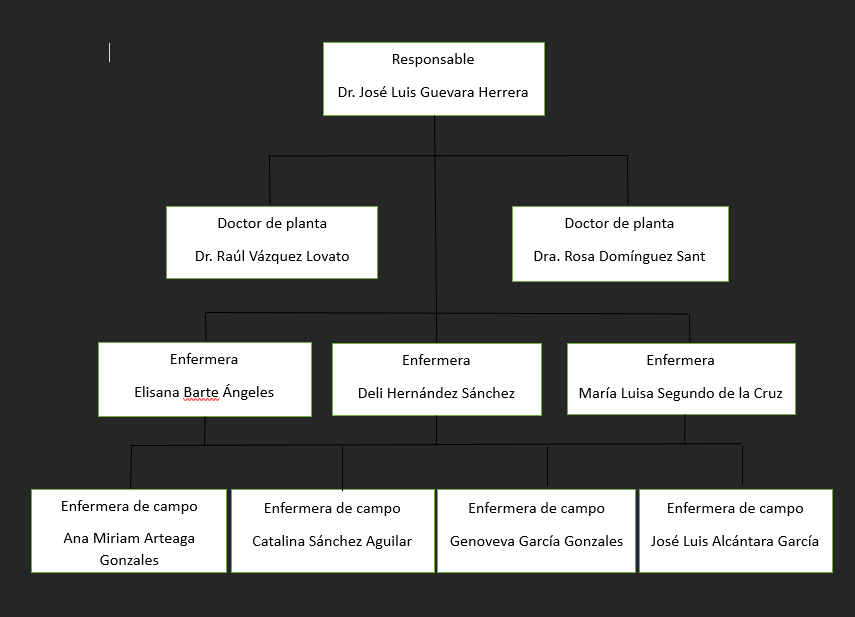 Responsable
Dr. José Luis Guevara Herrera
Doctor de planta
Dr. Raúl Vázquez Lovato
Doctor de planta
Dra. Rosa Domínguez Sant
Enfermera
Elisana Barte Ángeles
Enfermera
Deli Hernández Sánchez
Enfermera
María Luisa Segundo de la Cruz
Enfermera de campo
Ana Miriam Arteaga
Gonzales
Enfermera de campo
Catalina Sánchez Aguilar
Enfermera de campo
Genoveva García Gonzales
Enfermera de campo
José Luis Alcántara García